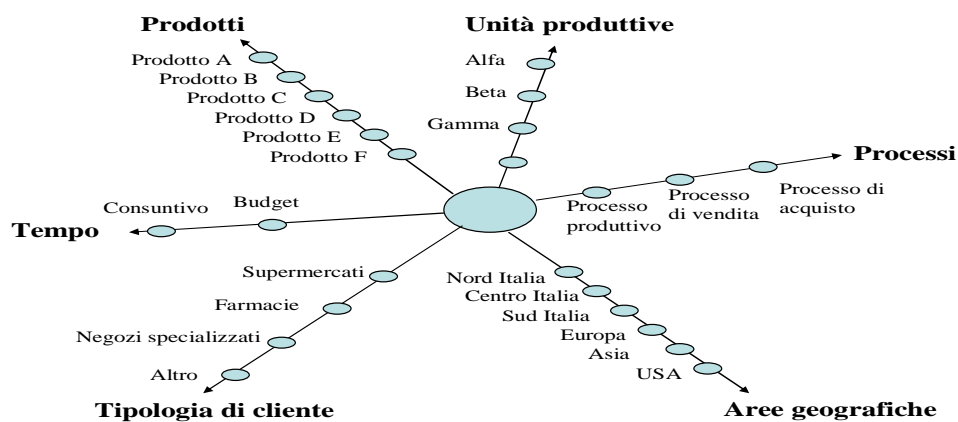 Prodotti
Prodotto A
Prodotto B
Prodotto C
Prodotto D
Prodotto E
Prodotto F
Unità produttive
Alfa
Beta
Gamma
Processi
Processo
produttivo
Processo
di vendita
Processo di
acquisto
Tempo
Consuntivo
Budget
Supermercati
Farmacie
Negozi specializzati
Altro
Tipologia di cliente
Nord Italia
Centro Italia
Sud Italia
Europa
Asia
USA
Aree geografiche